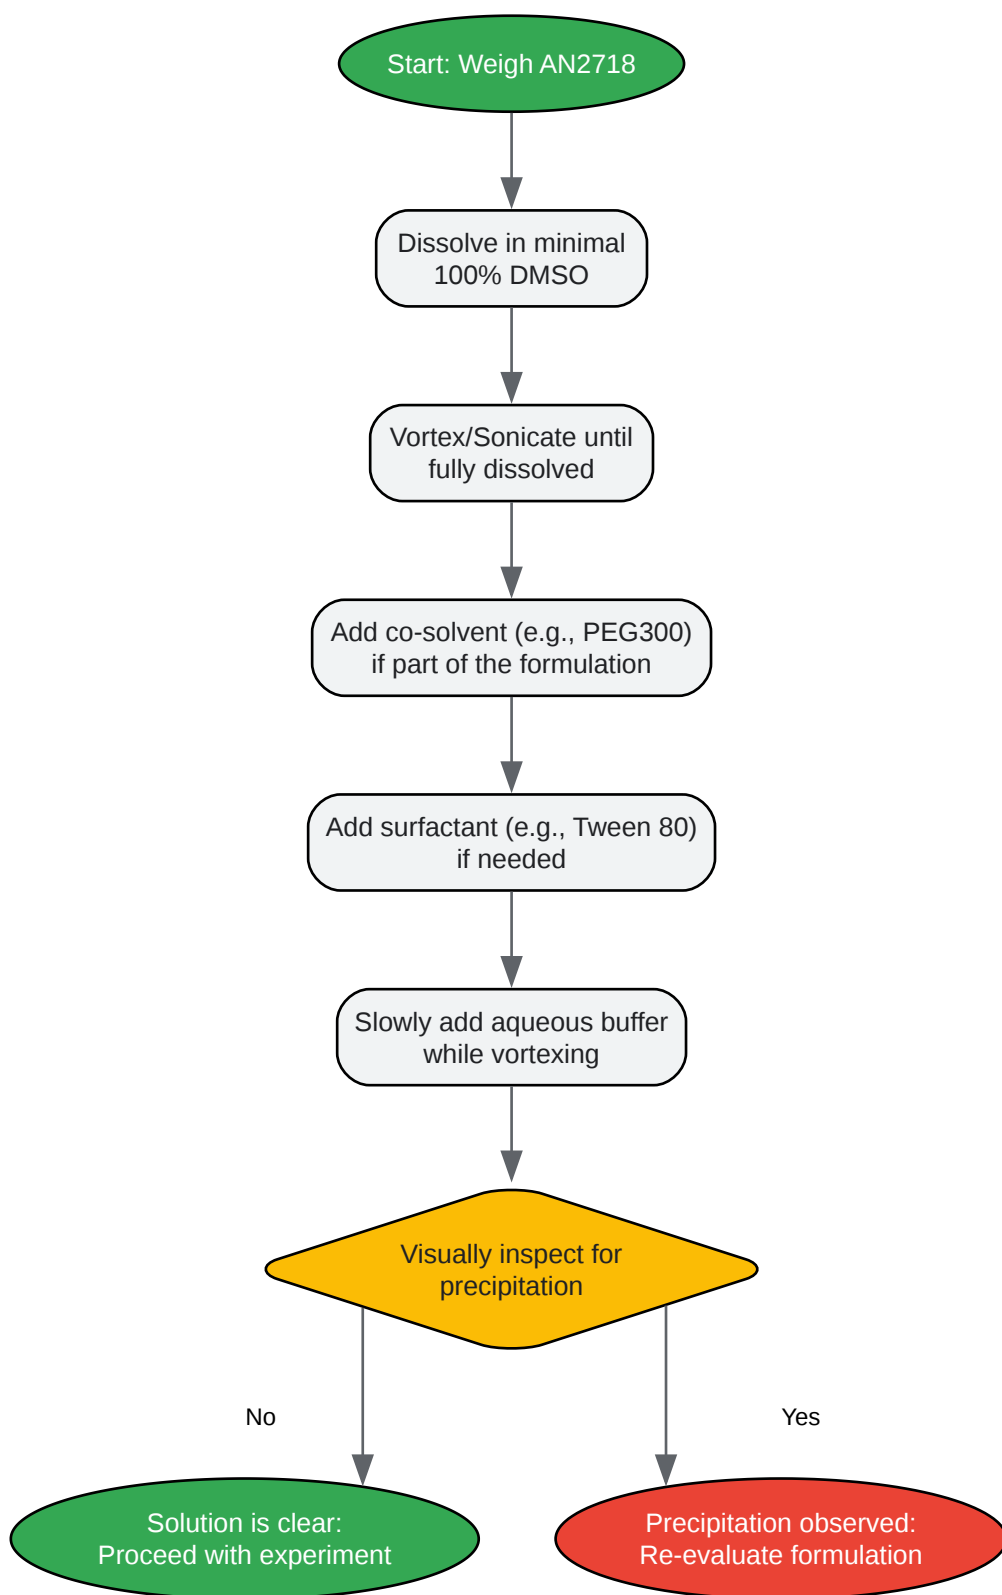 Start: Weigh AN2718
Dissolve in minimal
100% DMSO
Vortex/Sonicate until
fully dissolved
Add co-solvent (e.g., PEG300)
if part of the formulation
Add surfactant (e.g., Tween 80)
if needed
Slowly add aqueous buffer
while vortexing
Visually inspect for
precipitation
No
Yes
Solution is clear:
Proceed with experiment
Precipitation observed:
Re-evaluate formulation